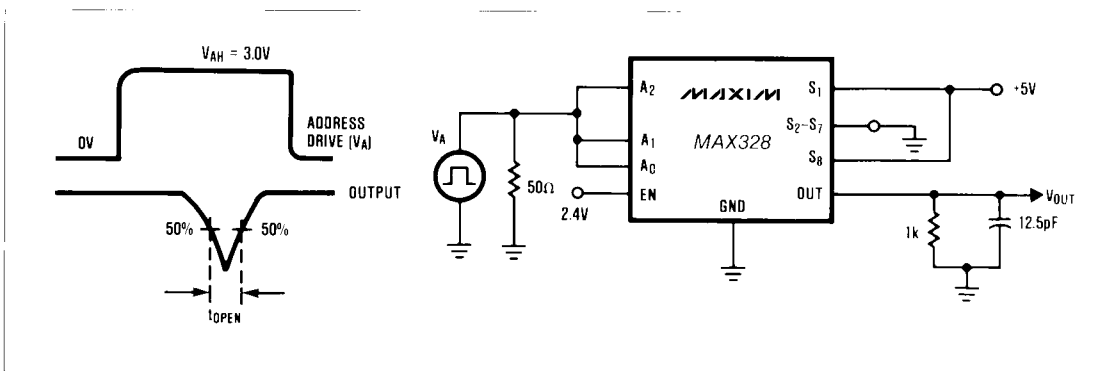 VAH = 3.0V
0V
ADDRESS
DRIVE (VA)
OUTPUT
50%
50%
tOPEN
VA
50Ω
2.4V
A2
A1
A0
EN
MAXIM
MAX328
GND
S1
S2–S7
S8
OUT
+5V
VOUT
1k
12.5pF